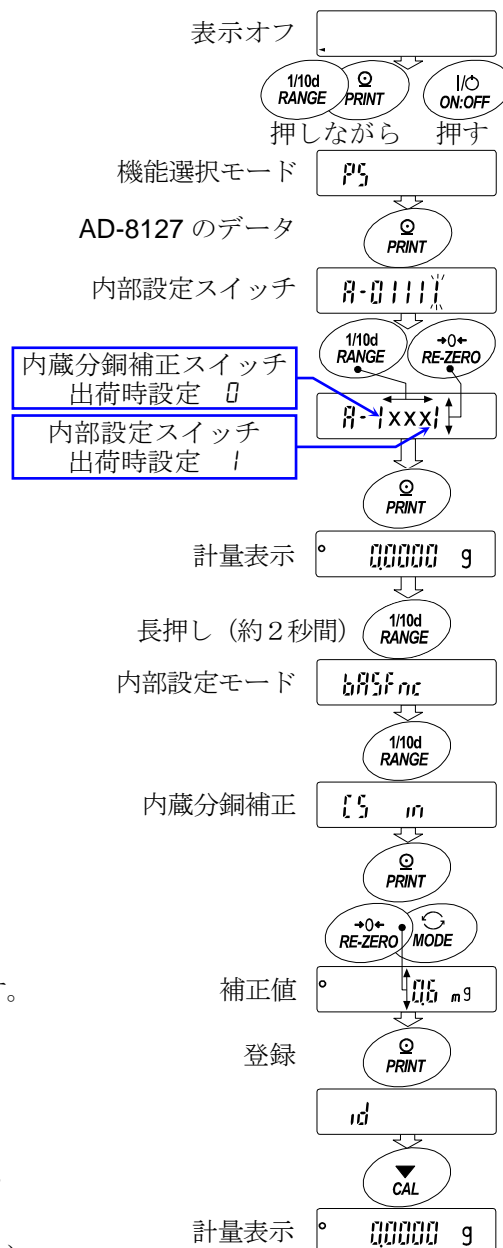 表示オフ
1/10d
RANGE
PRINT
I/⏻
ON:OFF
押しながら 押す
機能選択モード
PS
AD-8127 のデータ
PRINT
内部設定スイッチ
A-01111
1/10d
RANGE
→0←
RE-ZERO
内蔵分銅補正スイッチ
出荷時設定 0
A-1xxx1
内部設定スイッチ
出荷時設定 1
PRINT
計量表示
0.0000 g
長押し（約２秒間）
1/10d
RANGE
内部設定モード
bASFnc
1/10d
RANGE
内蔵分銅補正
CS in
PRINT
→0←
RE-ZERO
MODE
す。
補正値
0.6 mg
登録
PRINT
id
CAL
計量表示
0.0000 g